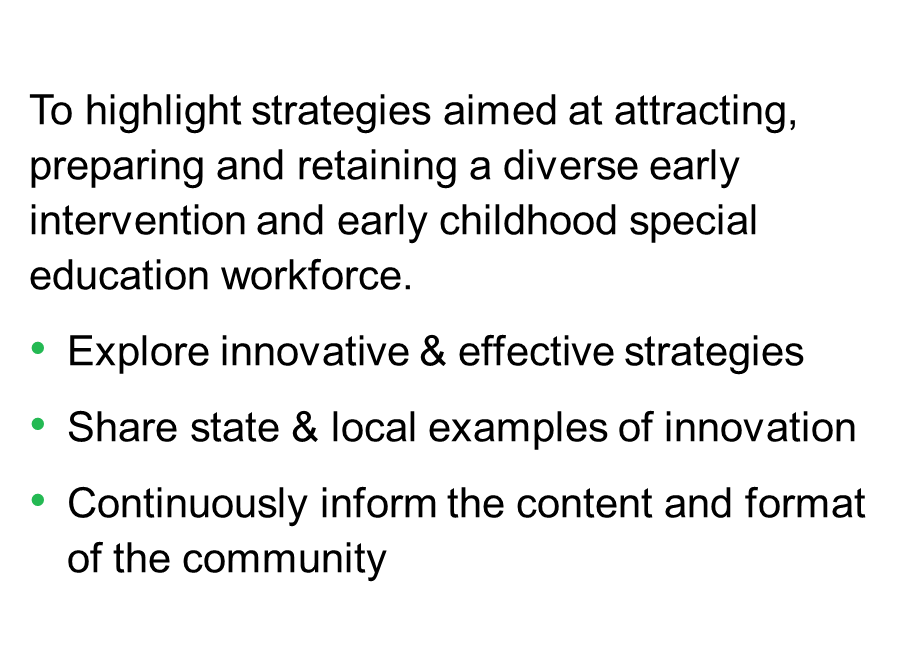 To highlight strategies aimed at attracting,
preparing and retaining a diverse early
intervention and early childhood special
education workforce.
• Explore innovative & effective strategies
• Share state & local examples of innovation
• Continuously inform the content and format
of the community